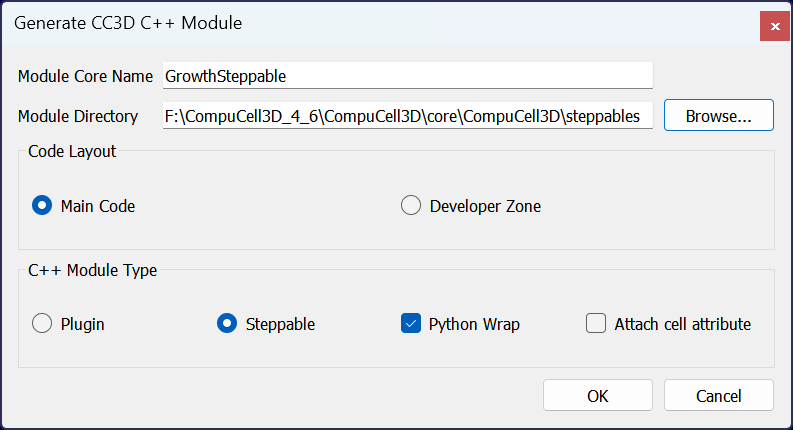 Generate CC3D C++ Module
Module Core Name GrowthSteppable
Module Directory F:\CompuCell3D_4_6\CompuCell3D\core\CompuCell3D\steppables Browse...
Code Layout
Main Code Developer Zone
C++ Module Type
Plugin Steppable Python Wrap Attach cell attribute
OK Cancel